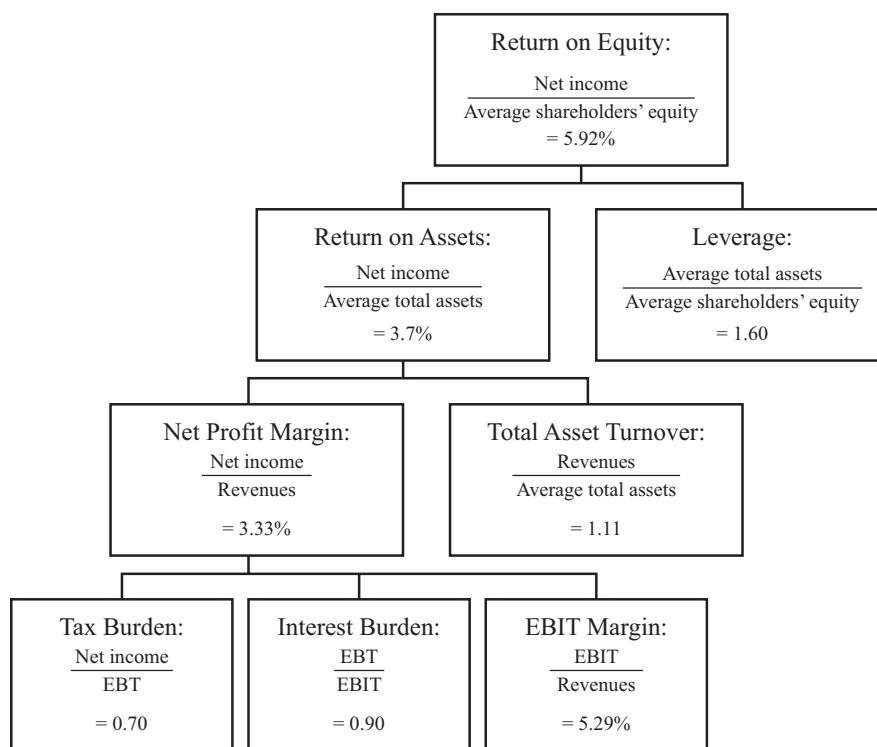 Return on Equity:
Net income
Average shareholders’ equity
= 5.92%
Return on Assets:
Net income
Average total assets
= 3.7%
Leverage:
Average total assets
Average shareholders’ equity
= 1.60
Net Profit Margin:
Net income
Revenues
= 3.33%
Total Asset Turnover:
Revenues
Average total assets
= 1.11
Tax Burden:
Net income
EBT
= 0.70
Interest Burden:
EBT
EBIT
= 0.90
EBIT Margin:
EBIT
Revenues
= 5.29%